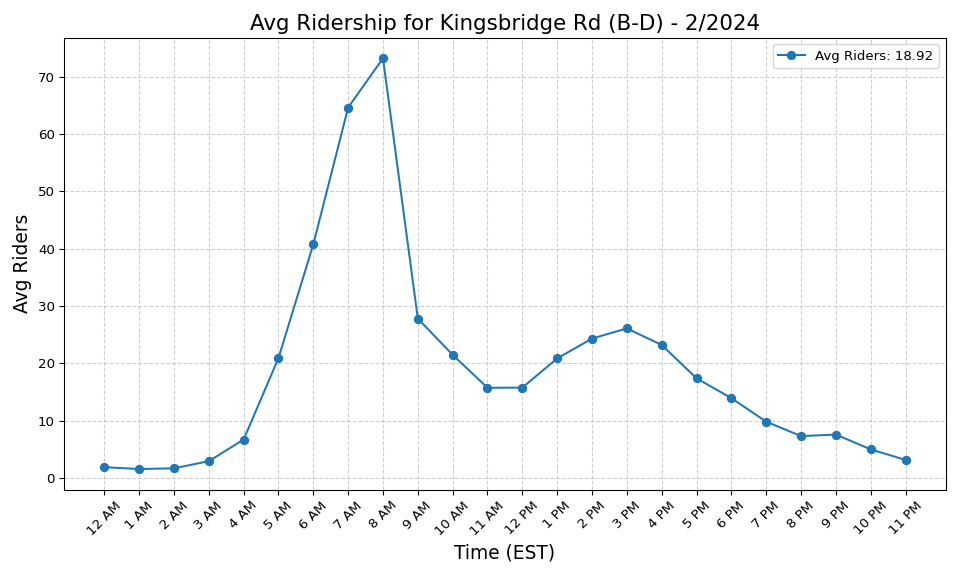 Avg Ridership for Kingsbridge Rd (B-D) - 2/2024
Avg Riders: 18.92
Avg Riders
70
60
50
40
30
20
10
0
12 AM
1 AM
2 AM
3 AM
4 AM
5 AM
6 AM
7 AM
8 AM
9 AM
10 AM
11 AM
12 PM
1 PM
2 PM
3 PM
4 PM
5 PM
6 PM
7 PM
8 PM
9 PM
10 PM
11 PM
Time (EST)